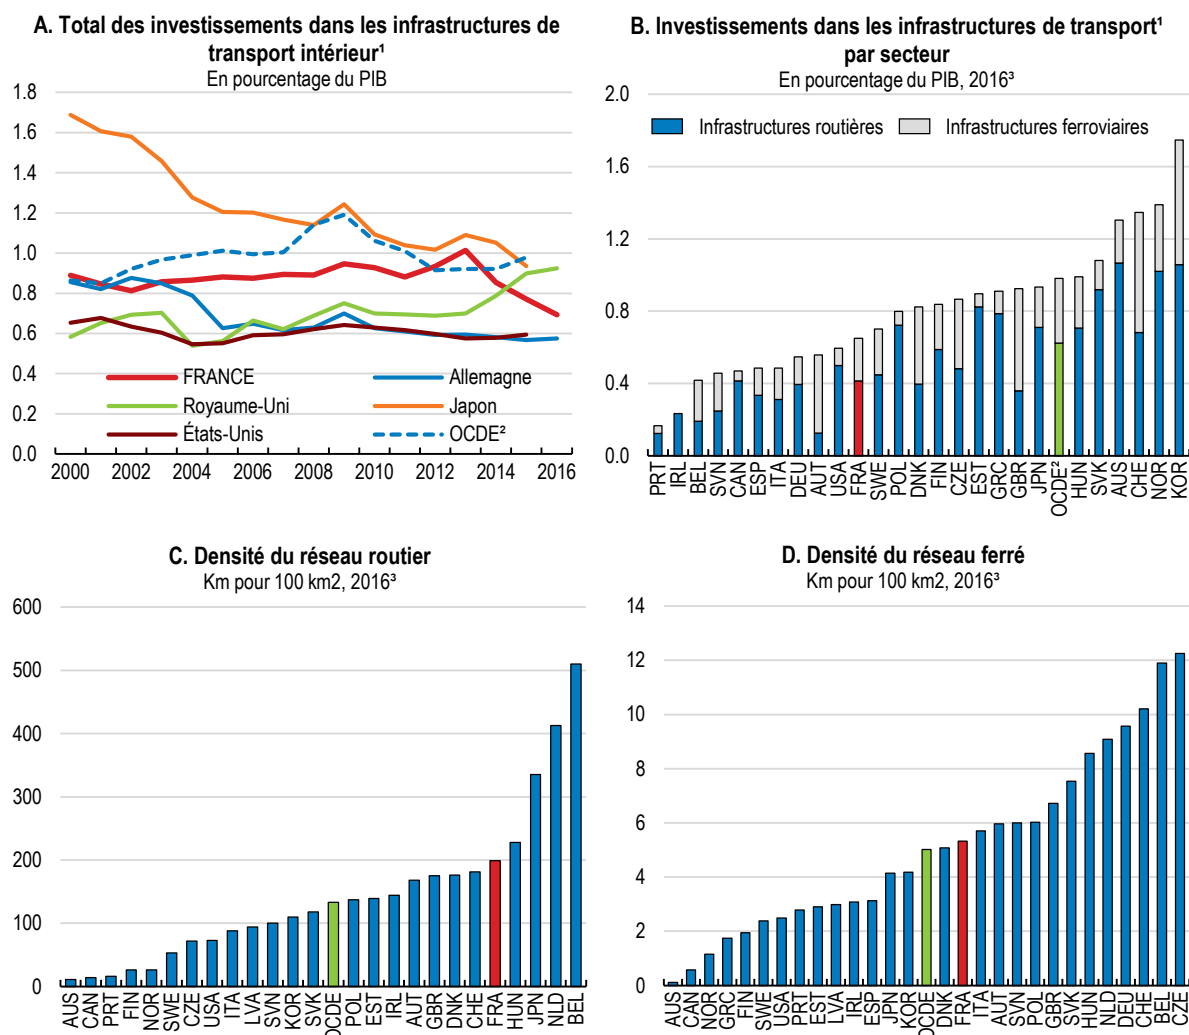 A. Total des investissements dans les infrastructures de
transport intérieur¹
En pourcentage du PIB
1.8
1.6
1.4
1.2
1.0
0.8
0.6
0.4
0.2
0.0
FRANCE
Allemagne
Royaume-Uni
Japon
États-Unis
OCDE²
2000 2002 2004 2006 2008 2010 2012 2014 2016
B. Investissements dans les infrastructures de transport¹
par secteur
En pourcentage du PIB, 2016³
2.0
1.6
1.2
0.8
0.4
0.0
Infrastructures routières
Infrastructures ferroviaires
PRT IRL BEL SVN CAN ESP ITA DEU AUT USA FRA SWE POL DNK FIN CZE EST GRC GBR JPN OCDE² HUN SVK AUS CHE NOR KOR
C. Densité du réseau routier
Km pour 100 km2, 2016³
600
500
400
300
200
100
0
AUS CAN PRT FIN NOR SWE CZE USA ITA LVA SVN KOR SVK OCDE POL EST IRL AUT GBR DNK CHE FRA HUN JPN NLD BEL
D. Densité du réseau ferré
Km pour 100 km2, 2016³
14
12
10
8
6
4
2
0
AUS CAN NOR GRC FIN SWE USA PRT EST LVA IRL ESP JPN KOR OCDE DNK FRA ITA AUT SVN POL GBR SVK HUN NLD DEU CHE BEL CZE